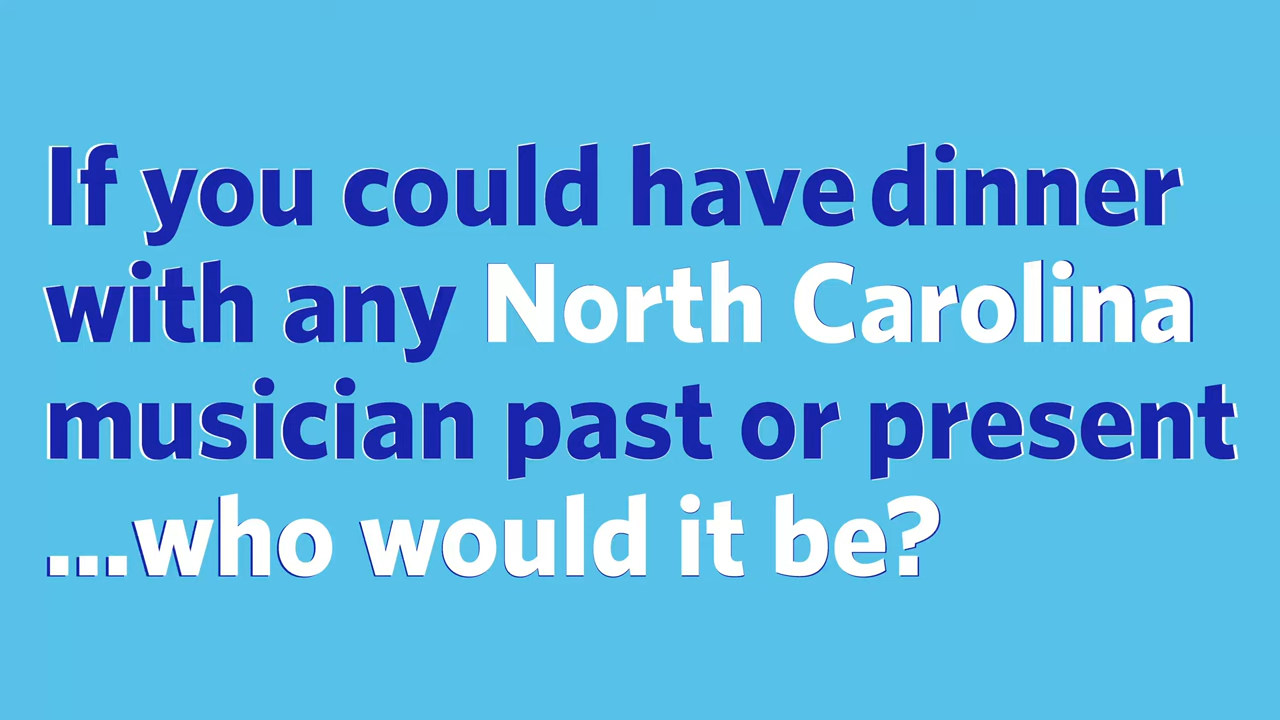 If you could have dinner
with any North Carolina
musician past or present
...who would it be?